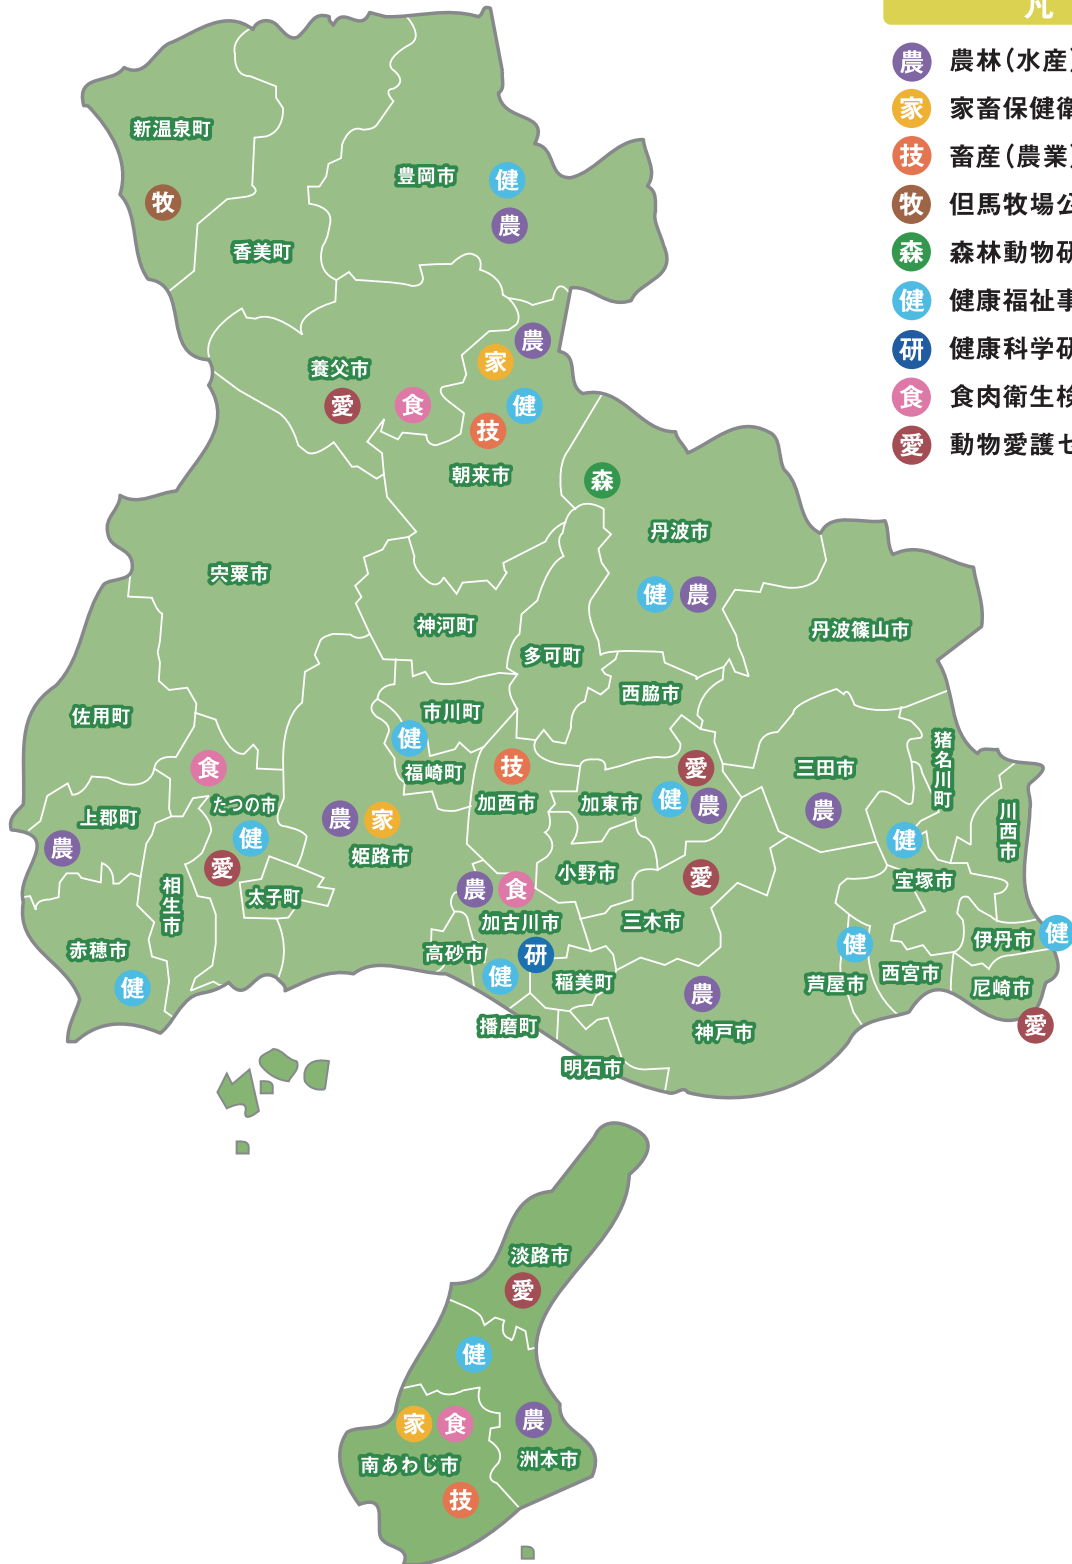 凡
農 農林(水産)
家 家畜保健衛
技 畜産(農業)
牧 但馬牧場公
森 森林動物研
健 健康福祉事
研 健康科学研
食 食肉衛生検
愛 動物愛護セ
新温泉町
牧
香美町
豊岡市
健
農
養父市
愛
食
家
農
健
技
朝来市
森
丹波市
健
農
宍粟市
神河町
多可町
丹波篠山市
西脇市
佐用町
市川町
健
福崎町
食
たつの市
健
愛
上郡町
農
相生市
太子町
農
家
姫路市
技
加西市
加東市
愛
健
農
三田市
農
猪名川町
川西市
健
宝塚市
小野市
愛
三木市
農
食
加古川市
高砂市
研
健
稲美町
播磨町
明石市
農
神戸市
健
芦屋市
西宮市
伊丹市
健
尼崎市
愛
赤穂市
健
淡路市
愛
健
家
食
農
南あわじ市
洲本市
技